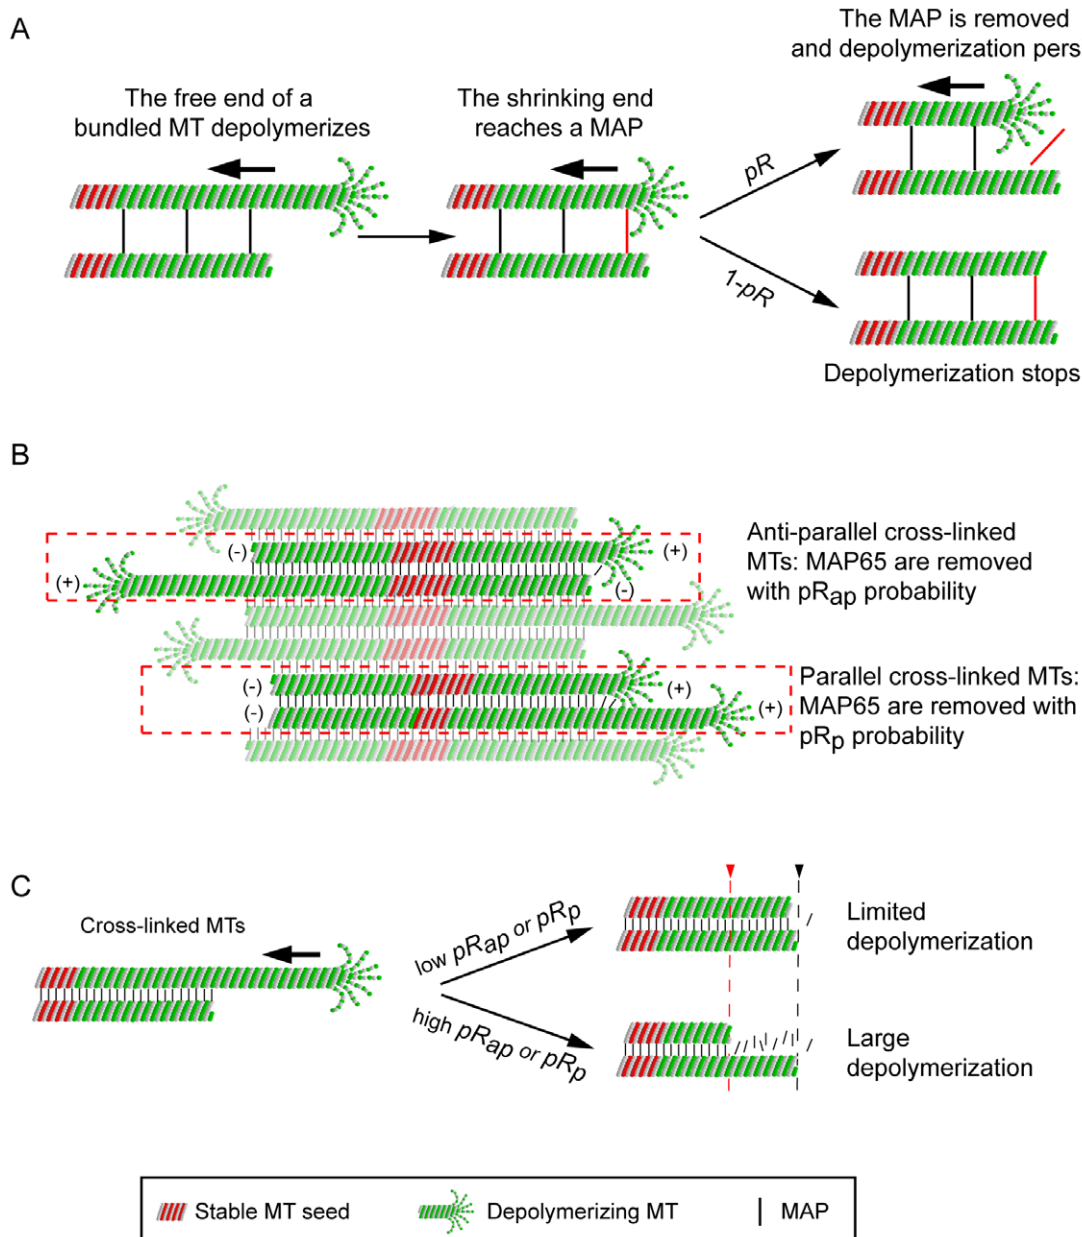 A
The free end of a
bundled MT depolymerizes
The shrinking end
reaches a MAP
The MAP is removed
and depolymerization pers
pR
1-pR
Depolymerization stops
B
(-)
(+)
(+)
(-)
Anti-parallel cross-linked
MTs: MAP65 are removed
with pRap probability
(-)
(+)
(-)
(+)
Parallel cross-linked MTs:
MAP65 are removed with
pRp probability
C
Cross-linked MTs
low pRap or pRp
high pRap or pRp
Limited
depolymerization
Large
depolymerization
Stable MT seed
Depolymerizing MT
MAP